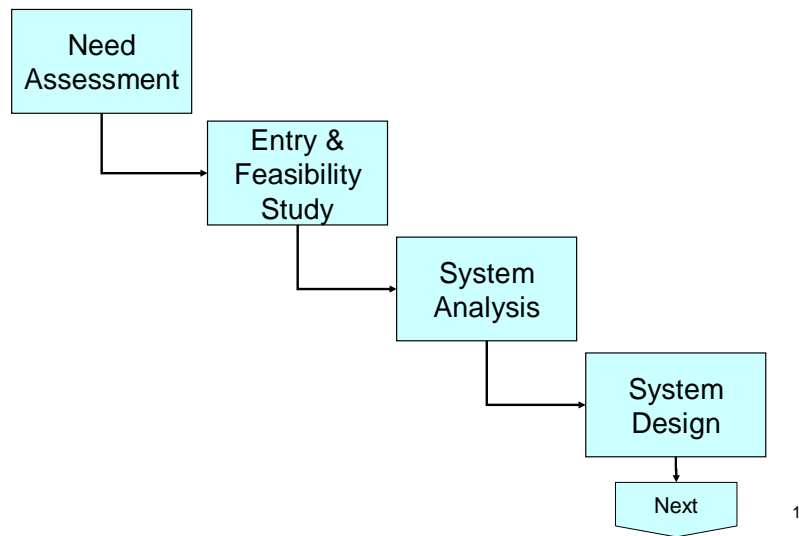 Need
Assessment
Entry &
Feasibility
Study
System
Analysis
System
Design
Next
1